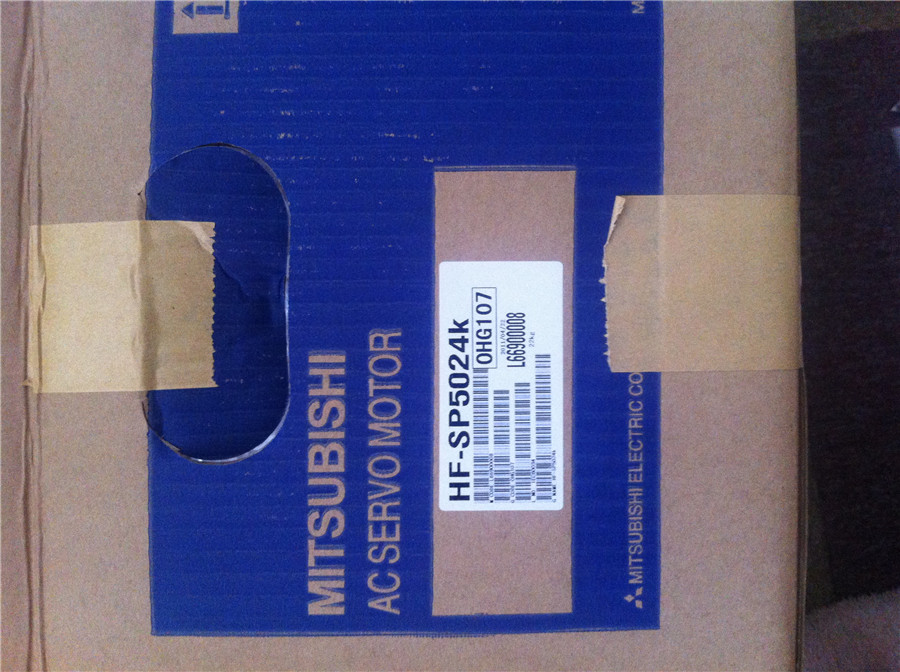 MITSUBISHI
AC SERVO MOTOR
HF-SP5024k
OHG107
L66900008
MITSUBISHI ELECTRIC CO
M